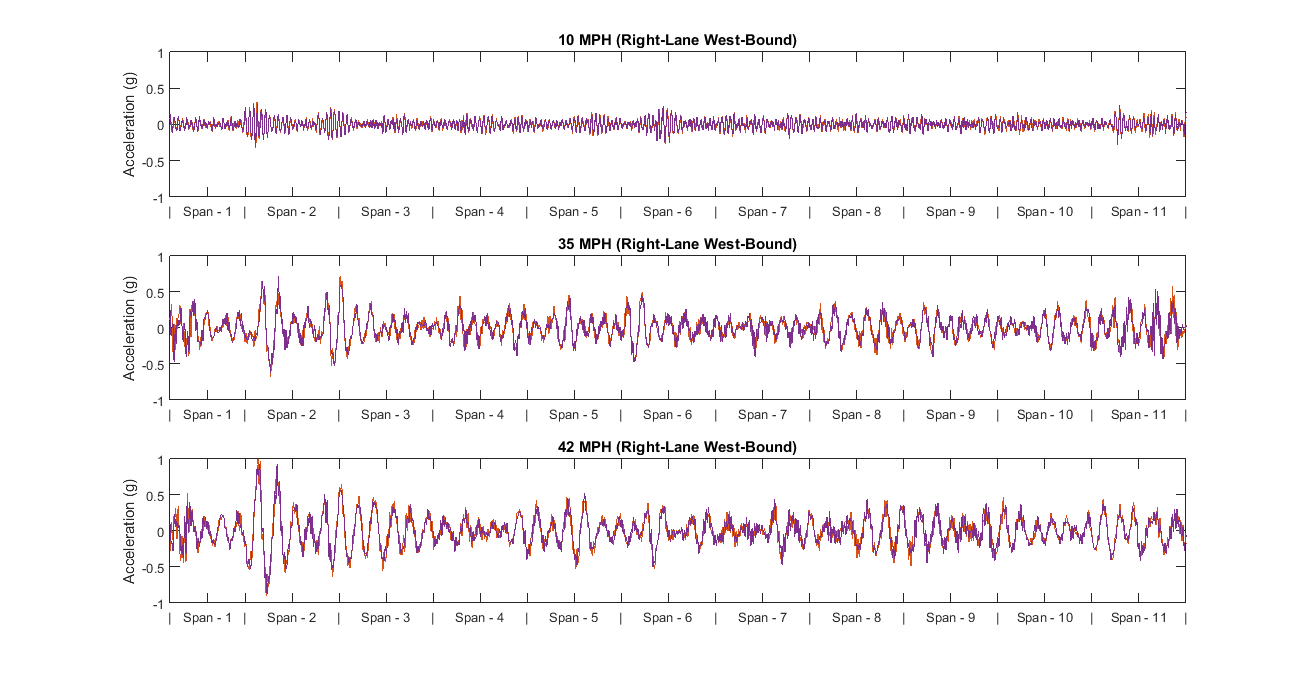 10 MPH (Right-Lane West-Bound)
1
0.5
0
-0.5
-1
Acceleration (g)
| Span - 1 | Span - 2 | Span - 3 | Span - 4 | Span - 5 | Span - 6 | Span - 7 | Span - 8 | Span - 9 | Span - 10 | Span - 11 |
35 MPH (Right-Lane West-Bound)
1
0.5
0
-0.5
-1
Acceleration (g)
| Span - 1 | Span - 2 | Span - 3 | Span - 4 | Span - 5 | Span - 6 | Span - 7 | Span - 8 | Span - 9 | Span - 10 | Span - 11 |
42 MPH (Right-Lane West-Bound)
1
0.5
0
-0.5
-1
Acceleration (g)
| Span - 1 | Span - 2 | Span - 3 | Span - 4 | Span - 5 | Span - 6 | Span - 7 | Span - 8 | Span - 9 | Span - 10 | Span - 11 |